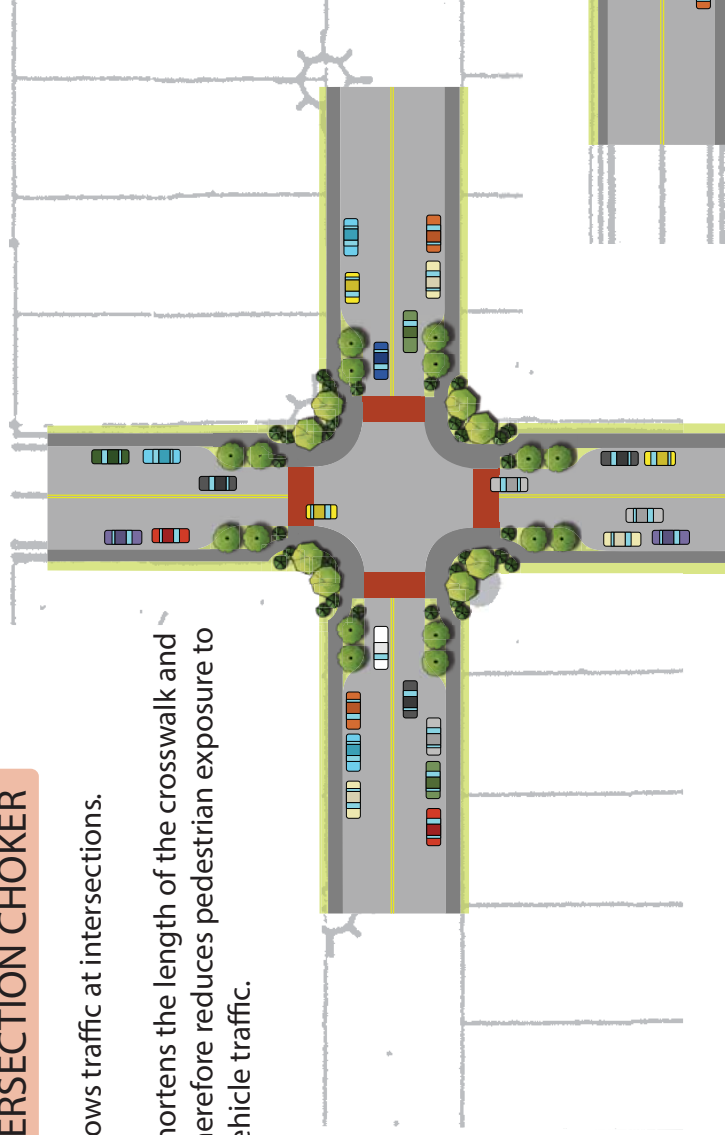 ERSECTION CHOKER
ows traffic at intersections.
hortens the length of the crosswalk and
herefore reduces pedestrian exposure to
ehicle traffic.